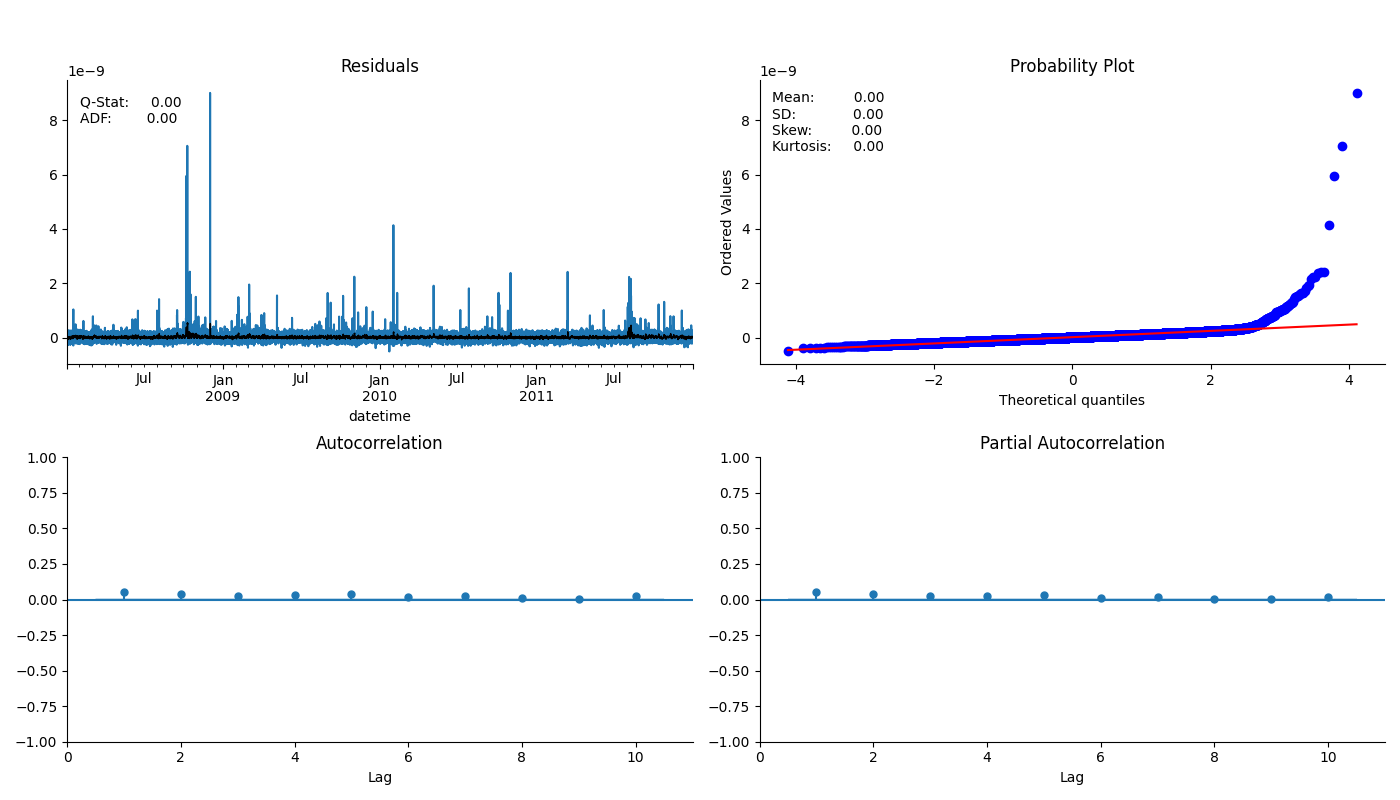 Residuals
1e−9
Q-Stat: 0.00
ADF: 0.00
8
6
4
2
0
Jul Jan Jul Jan Jul Jan Jul
2009 2010 2011
datetime
Probability Plot
1e−9
Mean: 0.00
SD: 0.00
Skew: 0.00
Kurtosis: 0.00
Ordered Values
8
6
4
2
0
−4 −2 0 2 4
Theoretical quantiles
Autocorrelation
1.00
0.75
0.50
0.25
0.00
−0.25
−0.50
−0.75
−1.00
0 2 4 6 8 10
Lag
Partial Autocorrelation
1.00
0.75
0.50
0.25
0.00
−0.25
−0.50
−0.75
−1.00
0 2 4 6 8 10
Lag